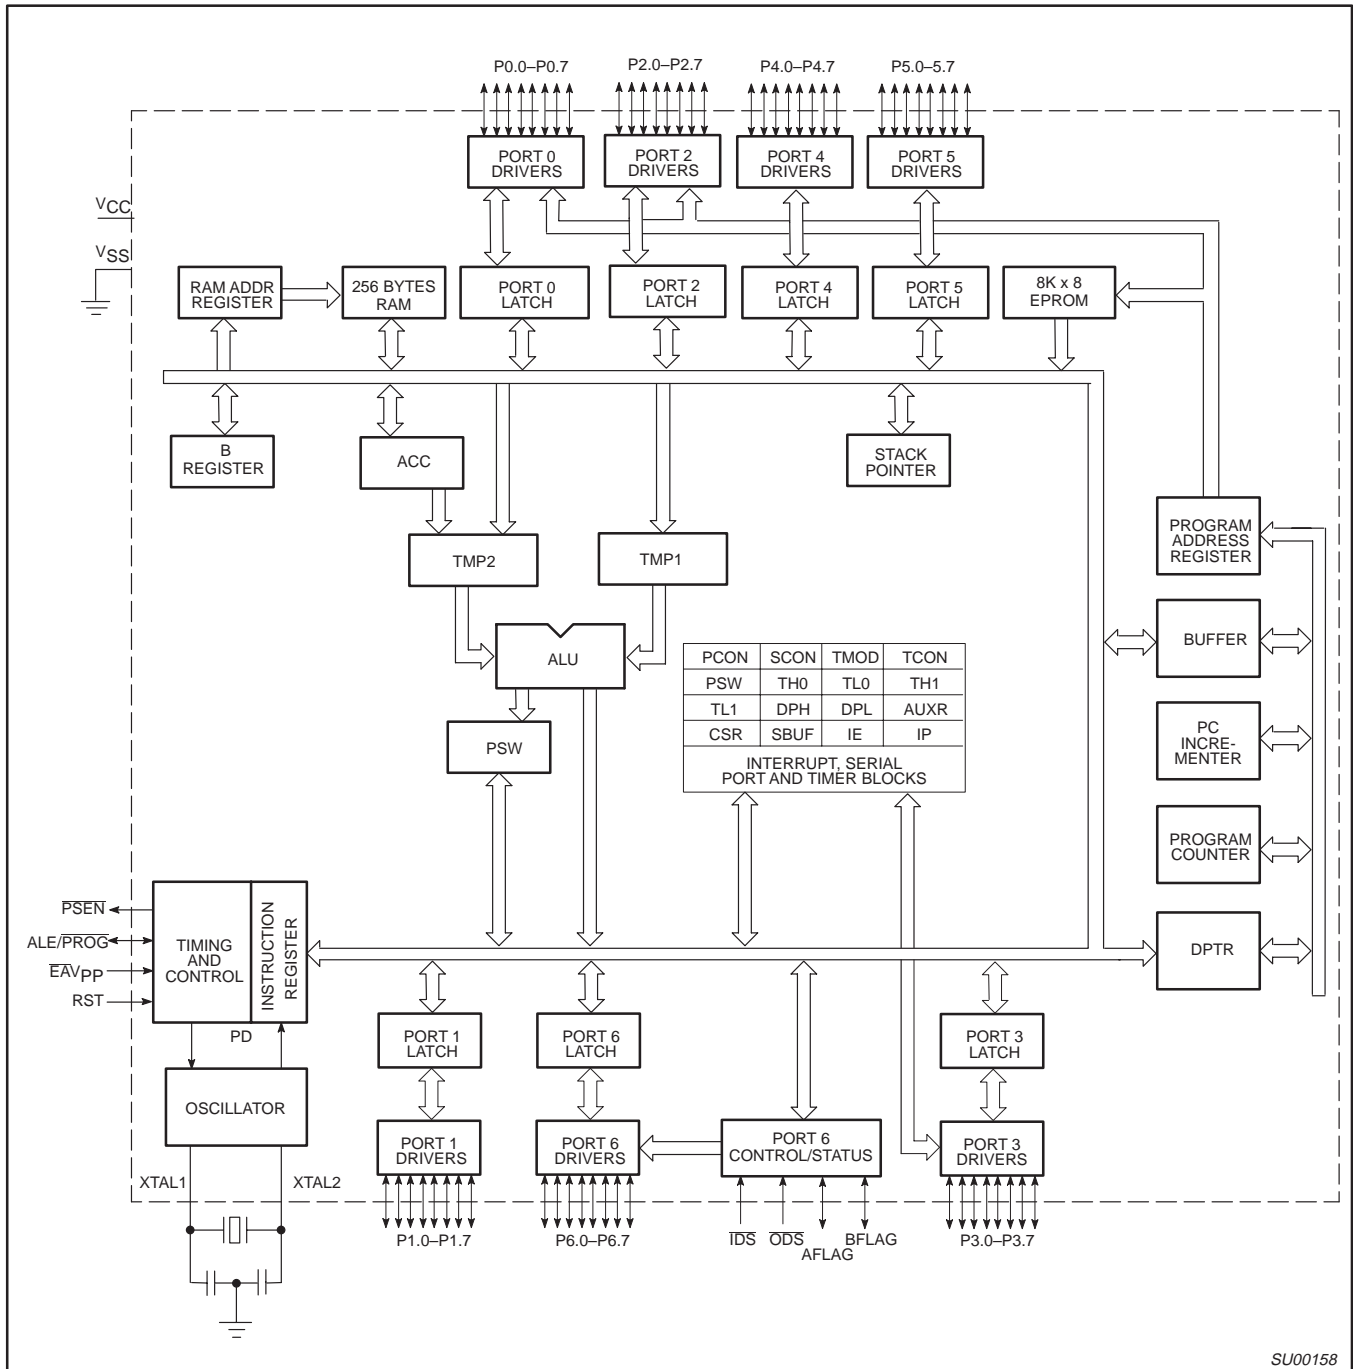 P0.0–P0.7
P2.0–P2.7
P4.0–P4.7
P5.0–5.7
PORT 0
DRIVERS
PORT 2
DRIVERS
PORT 4
DRIVERS
PORT 5
DRIVERS
VCC
VSS
RAM ADDR
REGISTER
256 BYTES
RAM
PORT 0
LATCH
PORT 2
LATCH
PORT 4
LATCH
PORT 5
LATCH
8K x 8
EPROM
B
REGISTER
ACC
STACK
POINTER
PROGRAM
ADDRESS
REGISTER
TMP2
TMP1
BUFFER
ALU
PCON SCON TMOD TCON
PSW TH0 TL0 TH1
TL1 DPH DPL AUXR
CSR SBUF IE IP
INTERRUPT, SERIAL
PORT AND TIMER BLOCKS
PSW
PC
INCRE-
MENTER
PROGRAM
COUNTER
PSEN
ALE/PROG
EAVPP
RST
TIMING
AND
CONTROL
INSTRUCTION
REGISTER
DPTR
PD
PORT 1
LATCH
PORT 6
LATCH
PORT 3
LATCH
OSCILLATOR
PORT 1
DRIVERS
PORT 6
DRIVERS
PORT 6
CONTROL/STATUS
PORT 3
DRIVERS
XTAL1
XTAL2
P1.0–P1.7
P6.0–P6.7
IDS
ODS
AFLAG
BFLAG
P3.0–P3.7
SU00158